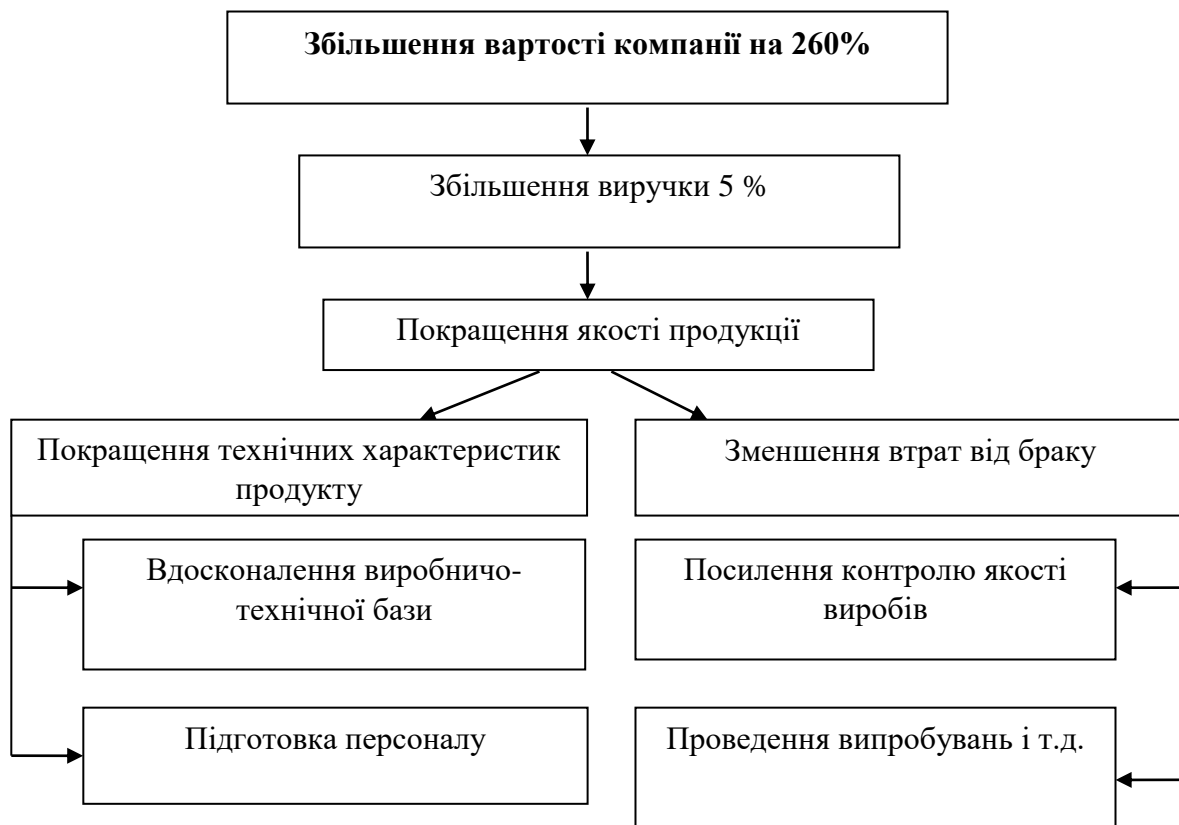 Збільшення вартості компанії на 260%
Збільшення виручки 5 %
Покращення якості продукції
Покращення технічних характеристик
продукту
Зменшення втрат від браку
Вдосконалення виробничо-
технічної бази
Посилення контролю якості
виробів
Підготовка персоналу
Проведення випробувань і т.д.